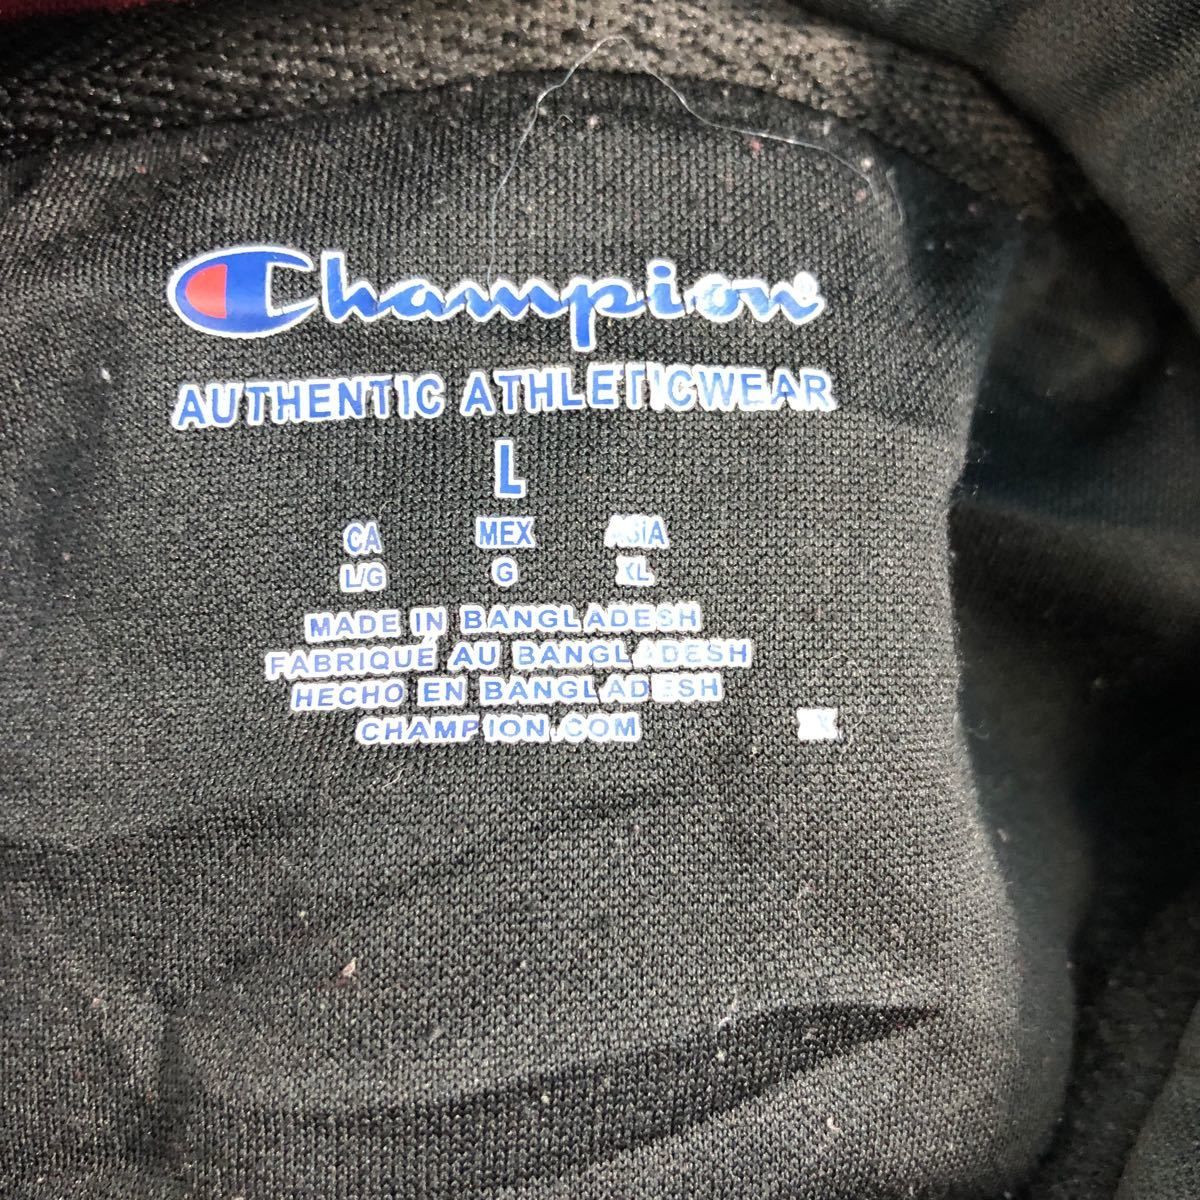 Champion®
AUTHENTIC ATHLETICWEAR
L
CA MEX ASIA
L/G G XL
MADE IN BANGLADESH
FABRIQUÉ AU BANGLADESH
HECHO EN BANGLADESH
CHAMPION.COM